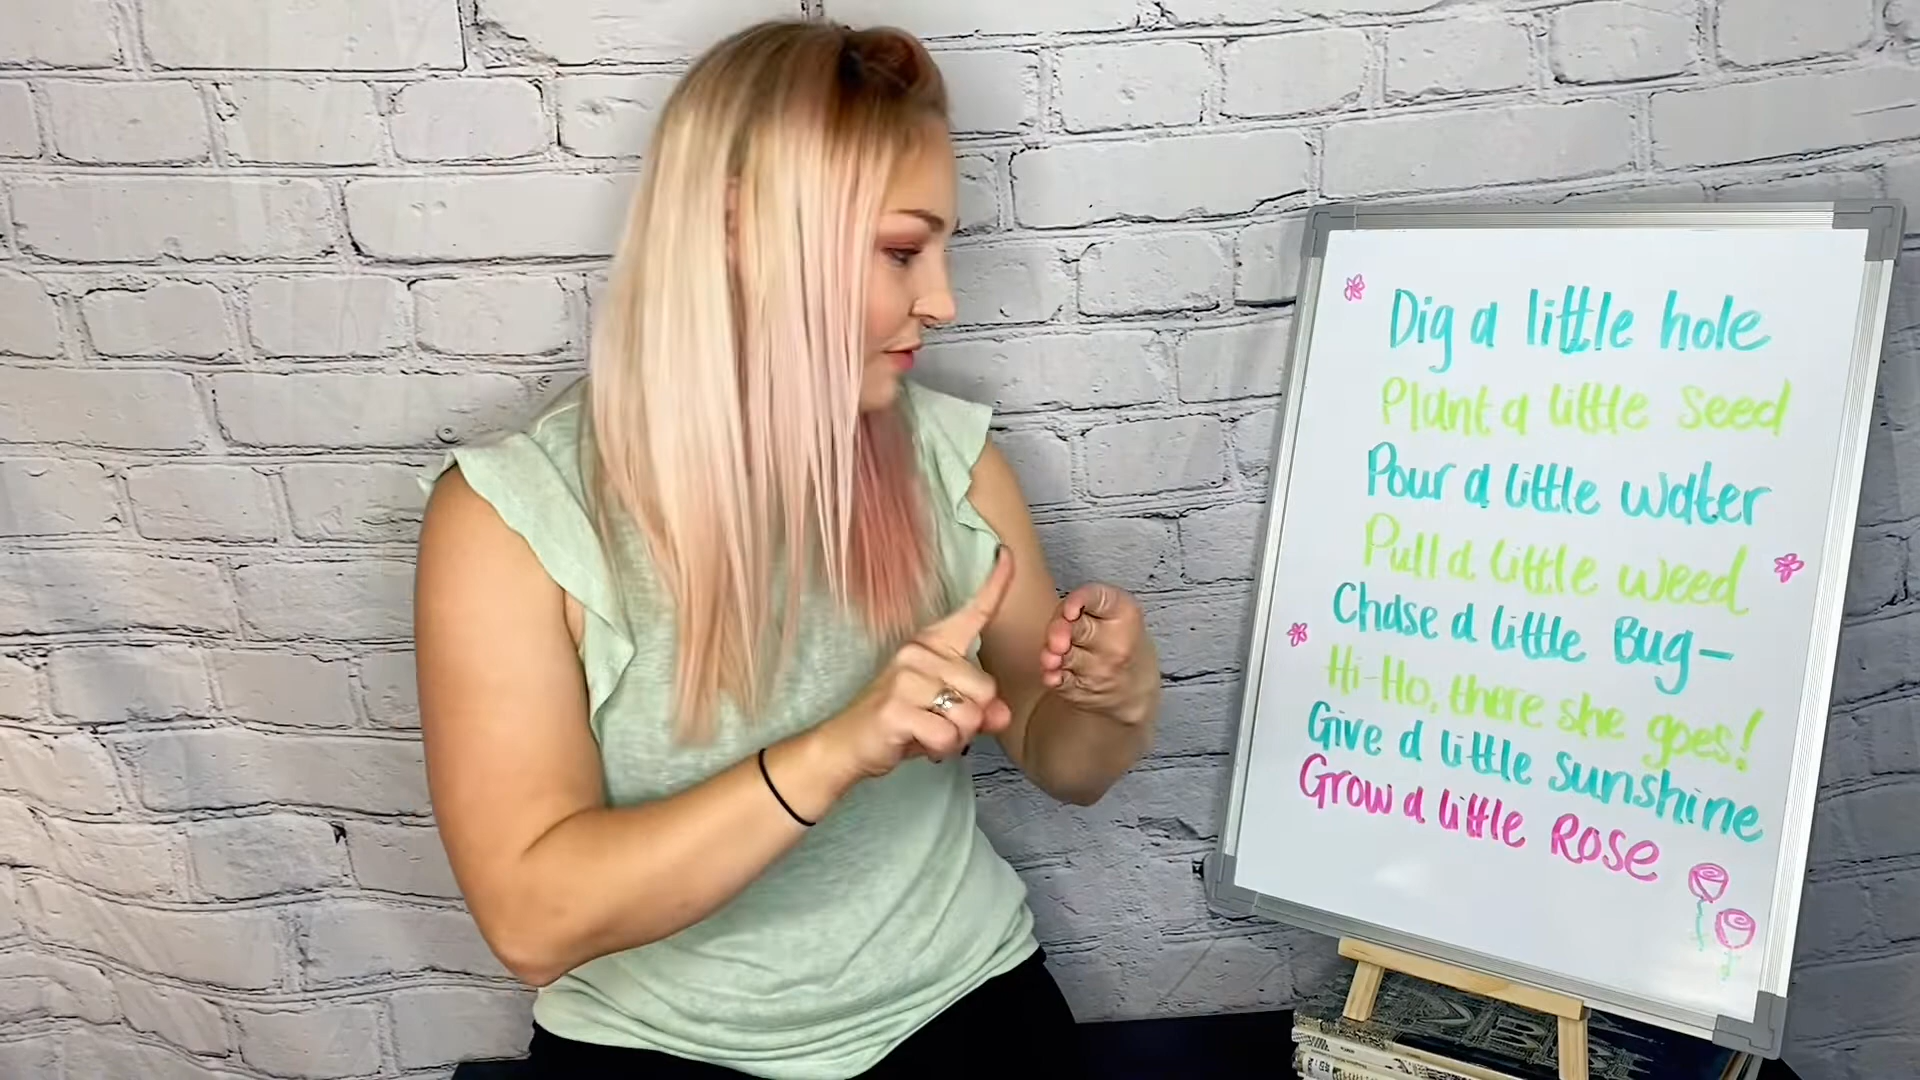 Dig a little hole
Plant a little seed
Pour a little water
Pull a little weed
Chase a little Bug—
Hi-Ho, there she goes!
Give a little sunshine
Grow a little Rose